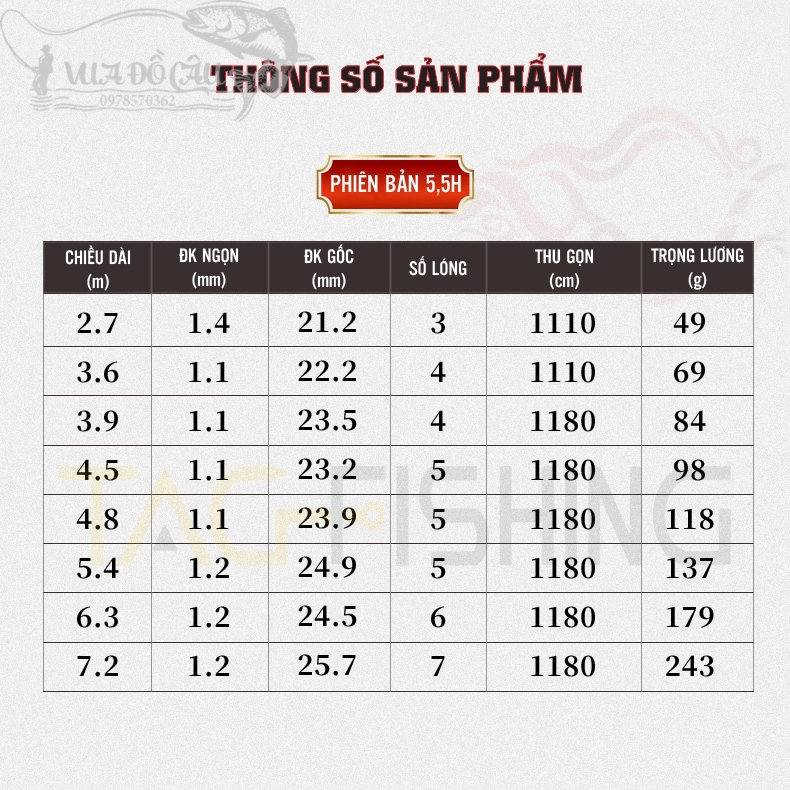 VUA ĐỒ CÂU
0978570362
THÔNG SỐ SẢN PHẨM
PHIÊN BẢN 5,5H
CHIỀU DÀI (m) ĐK NGỌN (mm) ĐK GỐC (mm) SỐ LÓNG THU GỌN (cm) TRỌNG LƯƠNG (g)
2.7 1.4 21.2 3 1110 49
3.6 1.1 22.2 4 1110 69
3.9 1.1 23.5 4 1180 84
4.5 1.1 23.2 5 1180 98
4.8 1.1 23.9 5 1180 118
5.4 1.2 24.9 5 1180 137
6.3 1.2 24.5 6 1180 179
7.2 1.2 25.7 7 1180 243
TAG FISHING